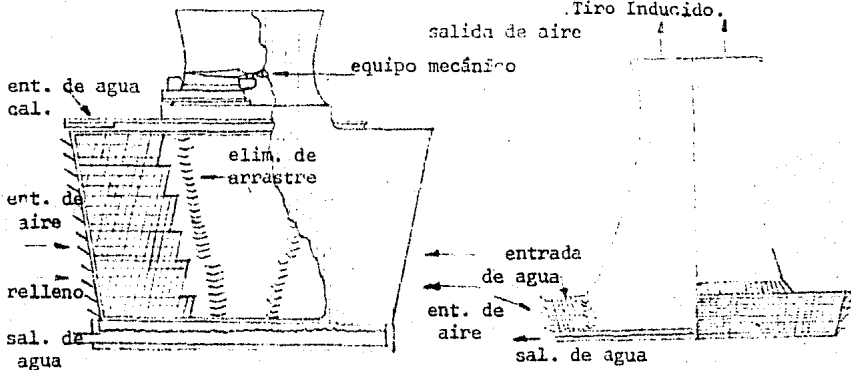 .Tiro Inducido.
salida de aire
equipo mecánico
ent. de agua
cal.
elim. de
arrastre
ent. de
aire
relleno
sal. de
agua
entrada
de agua
ent. de
aire
sal. de agua